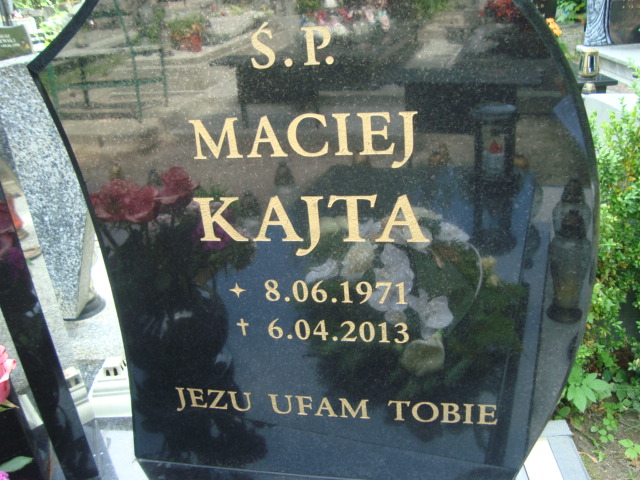 Ś.P.
MACIEJ
KAJTA
✦ 8.06.1971
† 6.04.2013
JEZU UFAM TOBIE